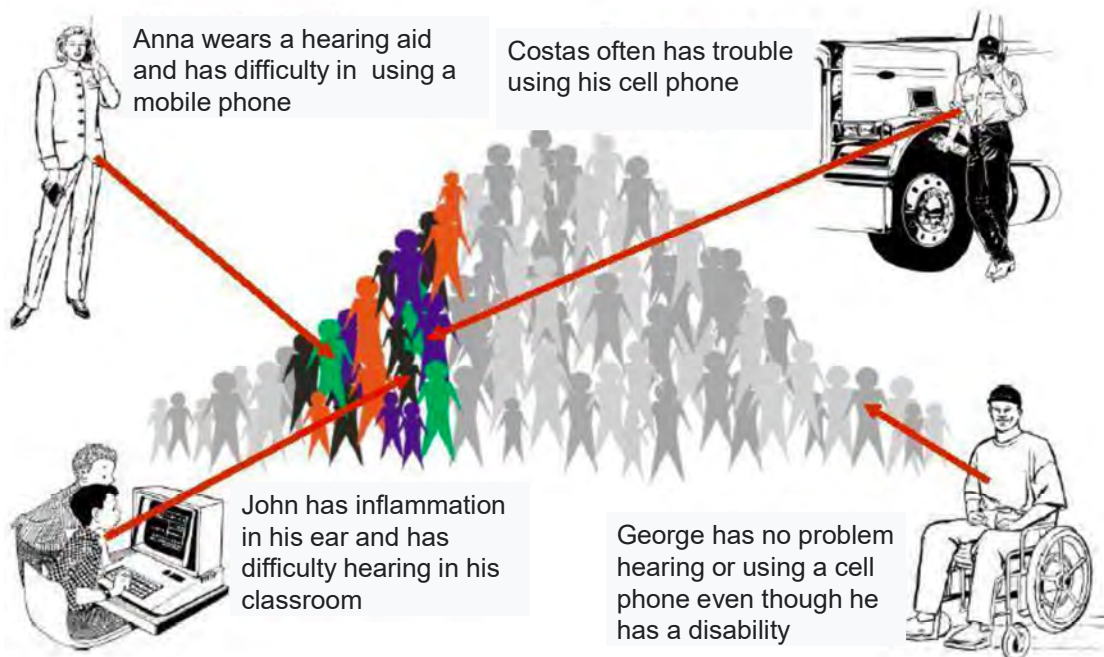 Anna wears a hearing aid
and has difficulty in  using a
mobile phone
Costas often has trouble
using his cell phone
John has inflammation
in his ear and has
difficulty hearing in his
classroom
George has no problem
hearing or using a cell
phone even though he
has a disability